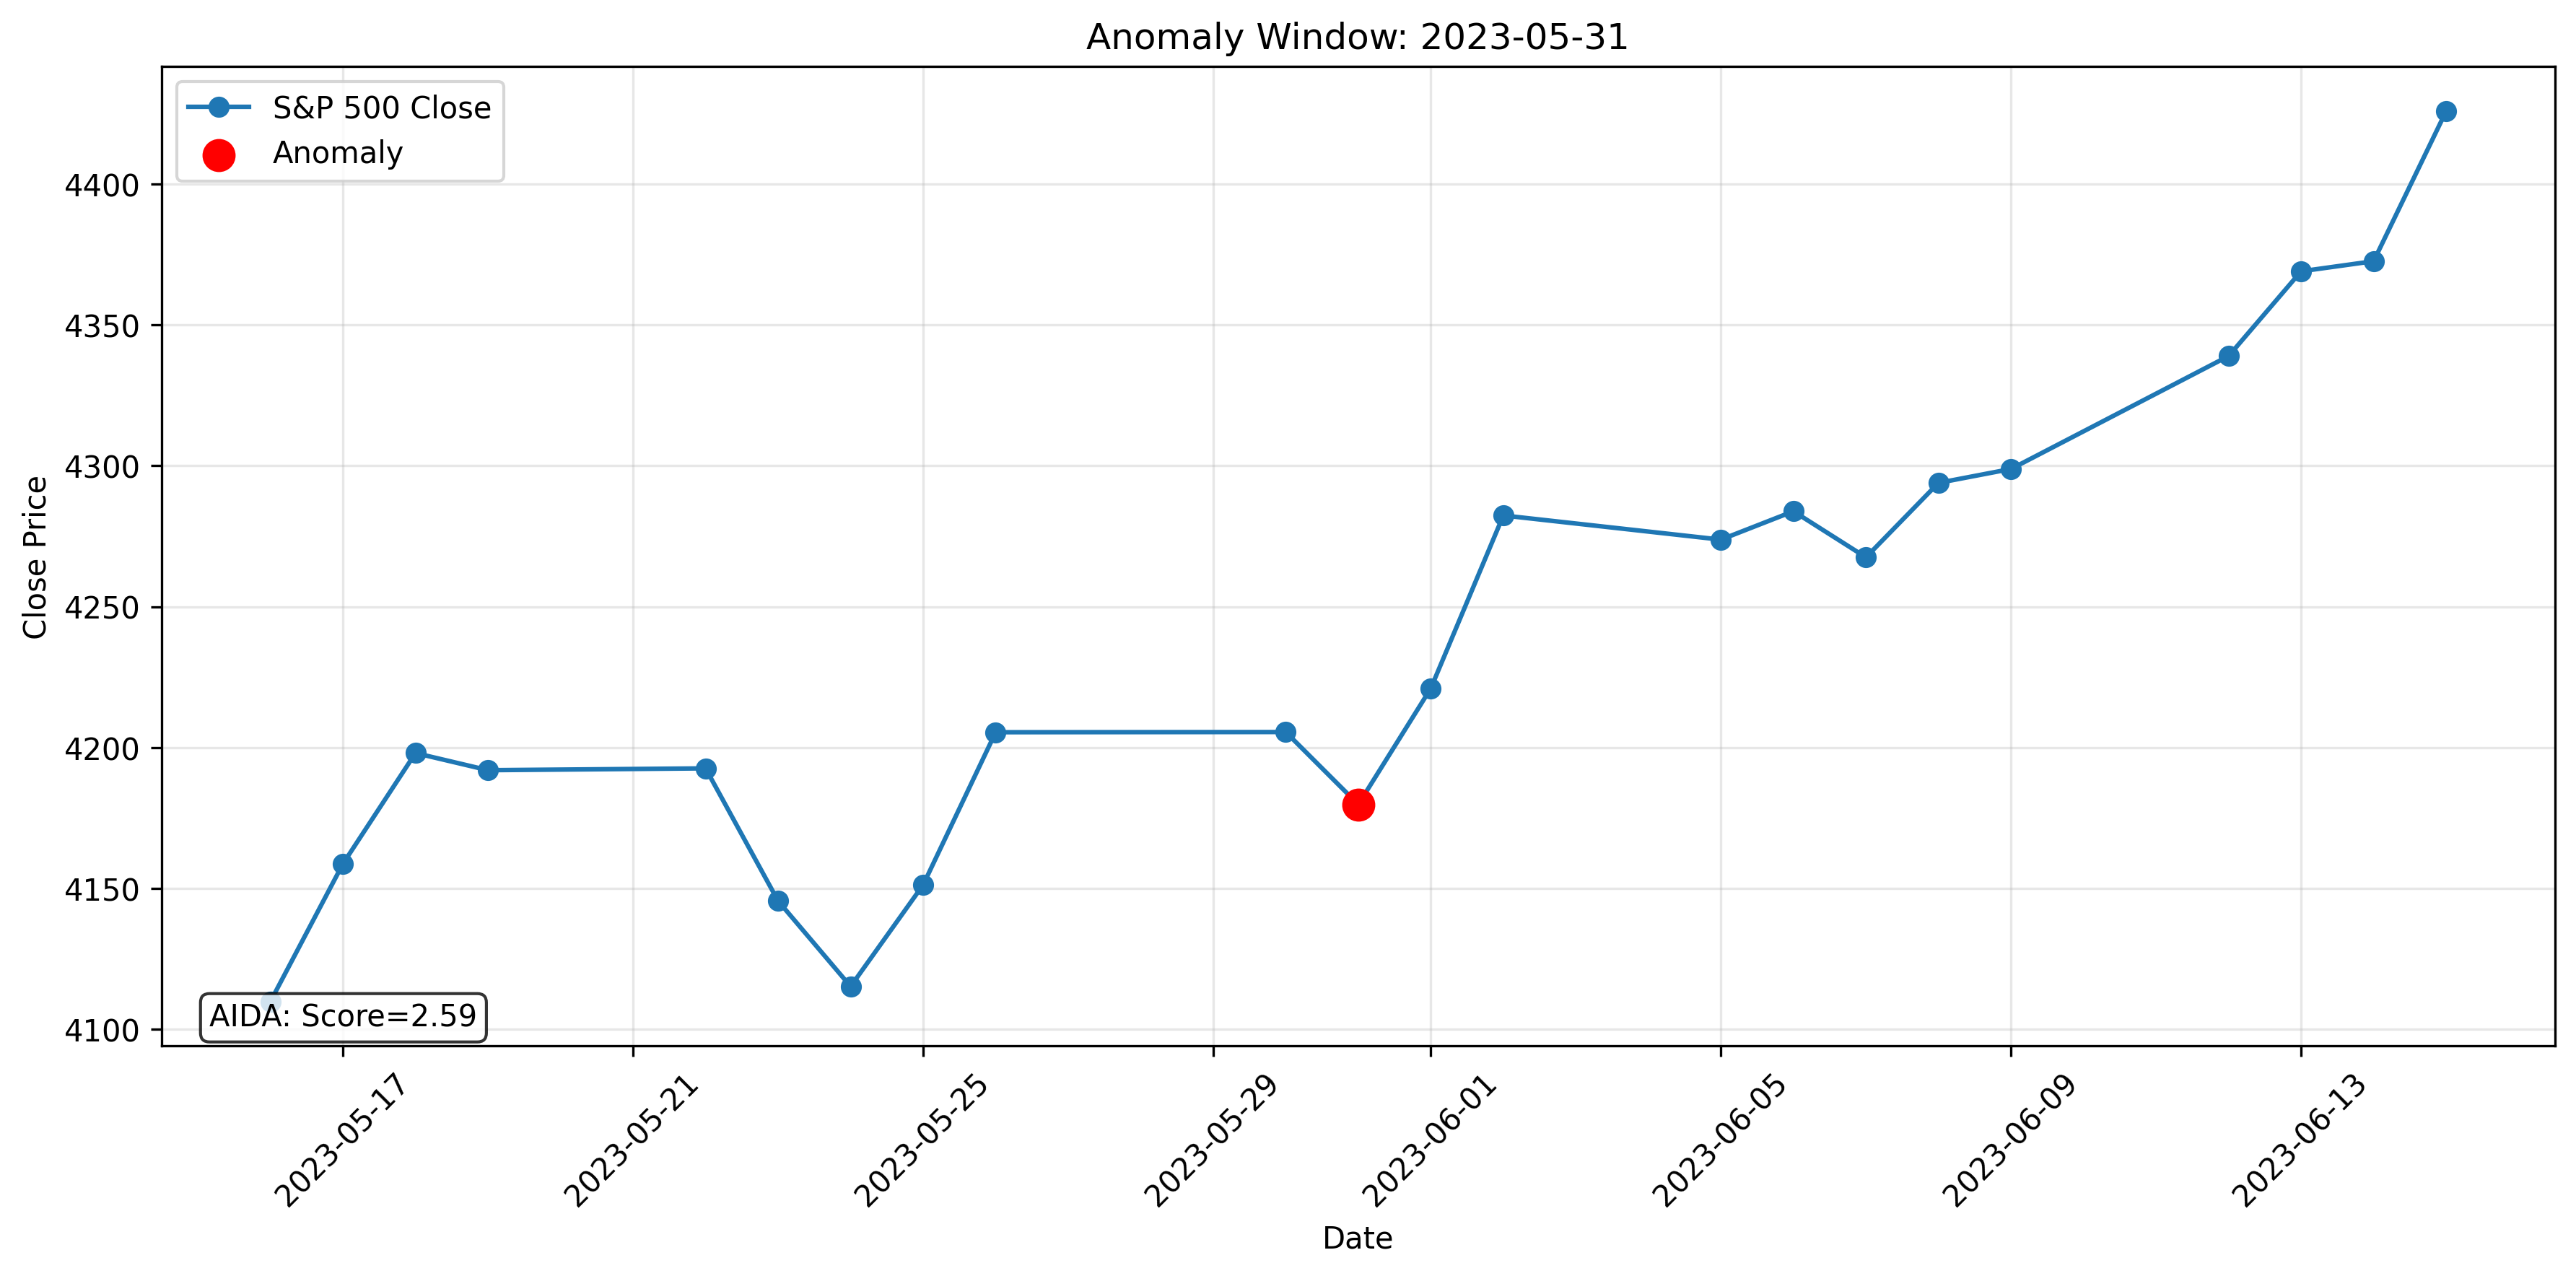 Anomaly Window: 2023-05-31
S&P 500 Close
Anomaly
4400
4350
4300
4250
4200
4150
4100
Close Price
AIDA: Score=2.59
2023-05-17
2023-05-21
2023-05-25
2023-05-29
2023-06-01
2023-06-05
2023-06-09
2023-06-13
Date